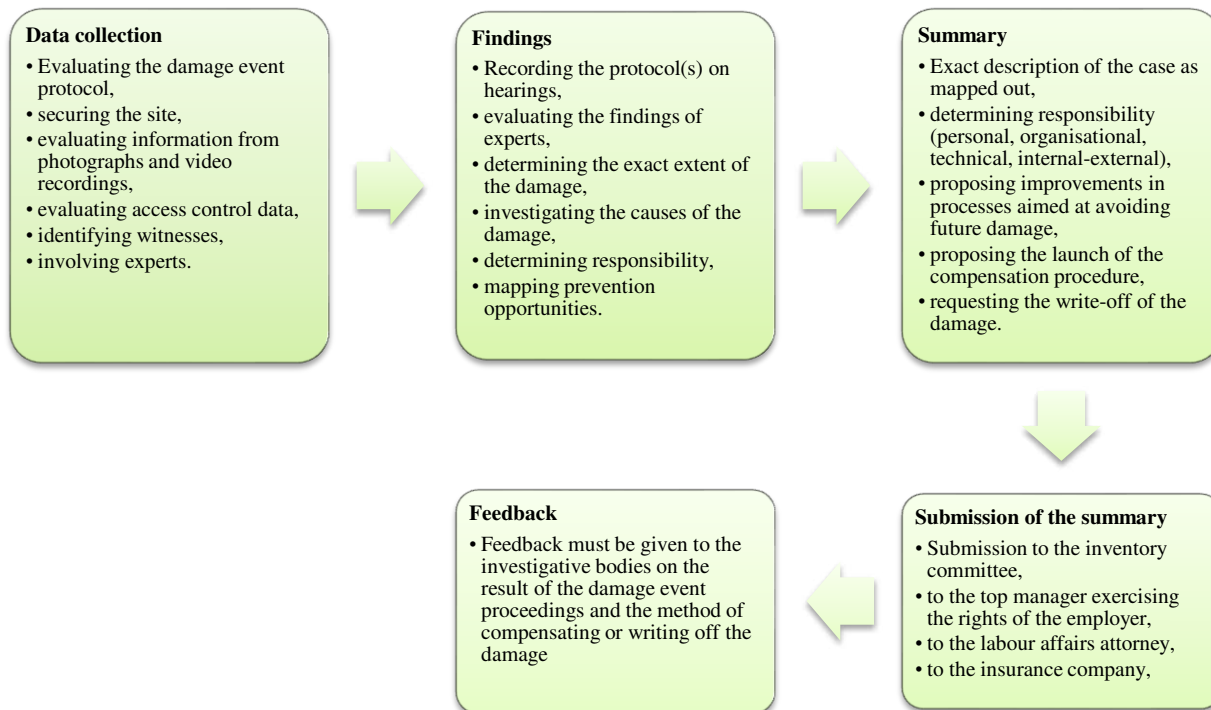 Data collection
• Evaluating the damage event
protocol,
• securing the site,
• evaluating information from
photographs and video
recordings,
• evaluating access control data,
• identifying witnesses,
• involving experts.
Findings
• Recording the protocol(s) on
hearings,
• evaluating the findings of
experts,
• determining the exact extent of
the damage,
• investigating the causes of the
damage,
• determining responsibility,
• mapping prevention
opportunities.
Summary
• Exact description of the case as
mapped out,
• determining responsibility
(personal, organisational,
technical, internal-external),
• proposing improvements in
processes aimed at avoiding
future damage,
• proposing the launch of the
compensation procedure,
• requesting the write-off of the
damage.
Submission of the summary
• Submission to the inventory
committee,
• to the top manager exercising
the rights of the employer,
• to the labour affairs attorney,
• to the insurance company,
Feedback
• Feedback must be given to the
investigative bodies on the
result of the damage event
proceedings and the method of
compensating or writing off the
damage